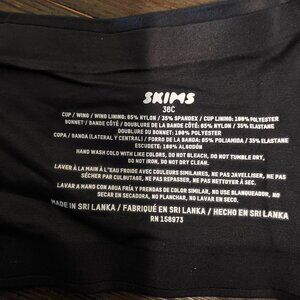 SKIMS
36C
CUP / WING / WING LINING: 65% NYLON / 35% SPANDEX / CUP LINING: 100% POLYESTER
BONNET / BANDE CÔTÉ / DOUBLURE DE LA BANDE CÔTÉ: 65% NYLON / 35% ÉLASTANE
DOUBLURE DU BONNET: 100% POLYESTER
COPA / BANDA (LATERAL Y CENTRAL) / FORRO DE LA BANDA: 65% POLIAMIDA / 35% ELASTANE
ESCUDETE: 100% ALGODÓN
HAND WASH COLD WITH LIKE COLORS, DO NOT BLEACH, DO NOT TUMBLE DRY,
DO NOT IRON, DO NOT DRY CLEAN.
LAVER À LA MAIN À L'EAU FROIDE AVEC COULEURS SIMILAIRES, NE PAS JAVELLISER, NE PAS
SÉCHER PAR CULBUTAGE, NE PAS REPASSER, NE PAS NETTOYER À SEC.
LAVAR A MANO CON AGUA FRÍA Y PRENDAS DE COLOR SIMILAR, NO USE BLANQUEADOR, NO
SECAR EN SECADORA, NO PLANCHAR, NO LAVAR EN SECO.
MADE IN SRI LANKA / FABRIQUÉ EN SRI LANKA / HECHO EN SRI LANKA
RN 158973